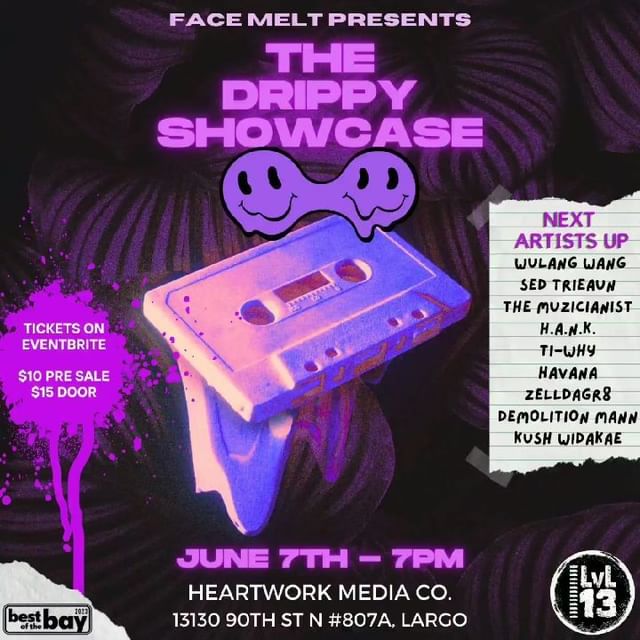 FACE MELT PRESENTS
THE
DRIPPY
SHOWCASE
NEXT
ARTISTS UP
WULANG WANG
SED TRIEAUN
THE MUZICIANIST
H.A.N.K.
TI-WHY
HAVANA
ZELLDAGR8
DEMOLITION MANN
KUSH WIDAKAE
TICKETS ON
EVENTBRITE
$10 PRE SALE
$15 DOOR
JUNE 7TH - 7PM
HEARTWORK MEDIA CO.
13130 90TH ST N #807A, LARGO
best of the bay 2023
LvL
13